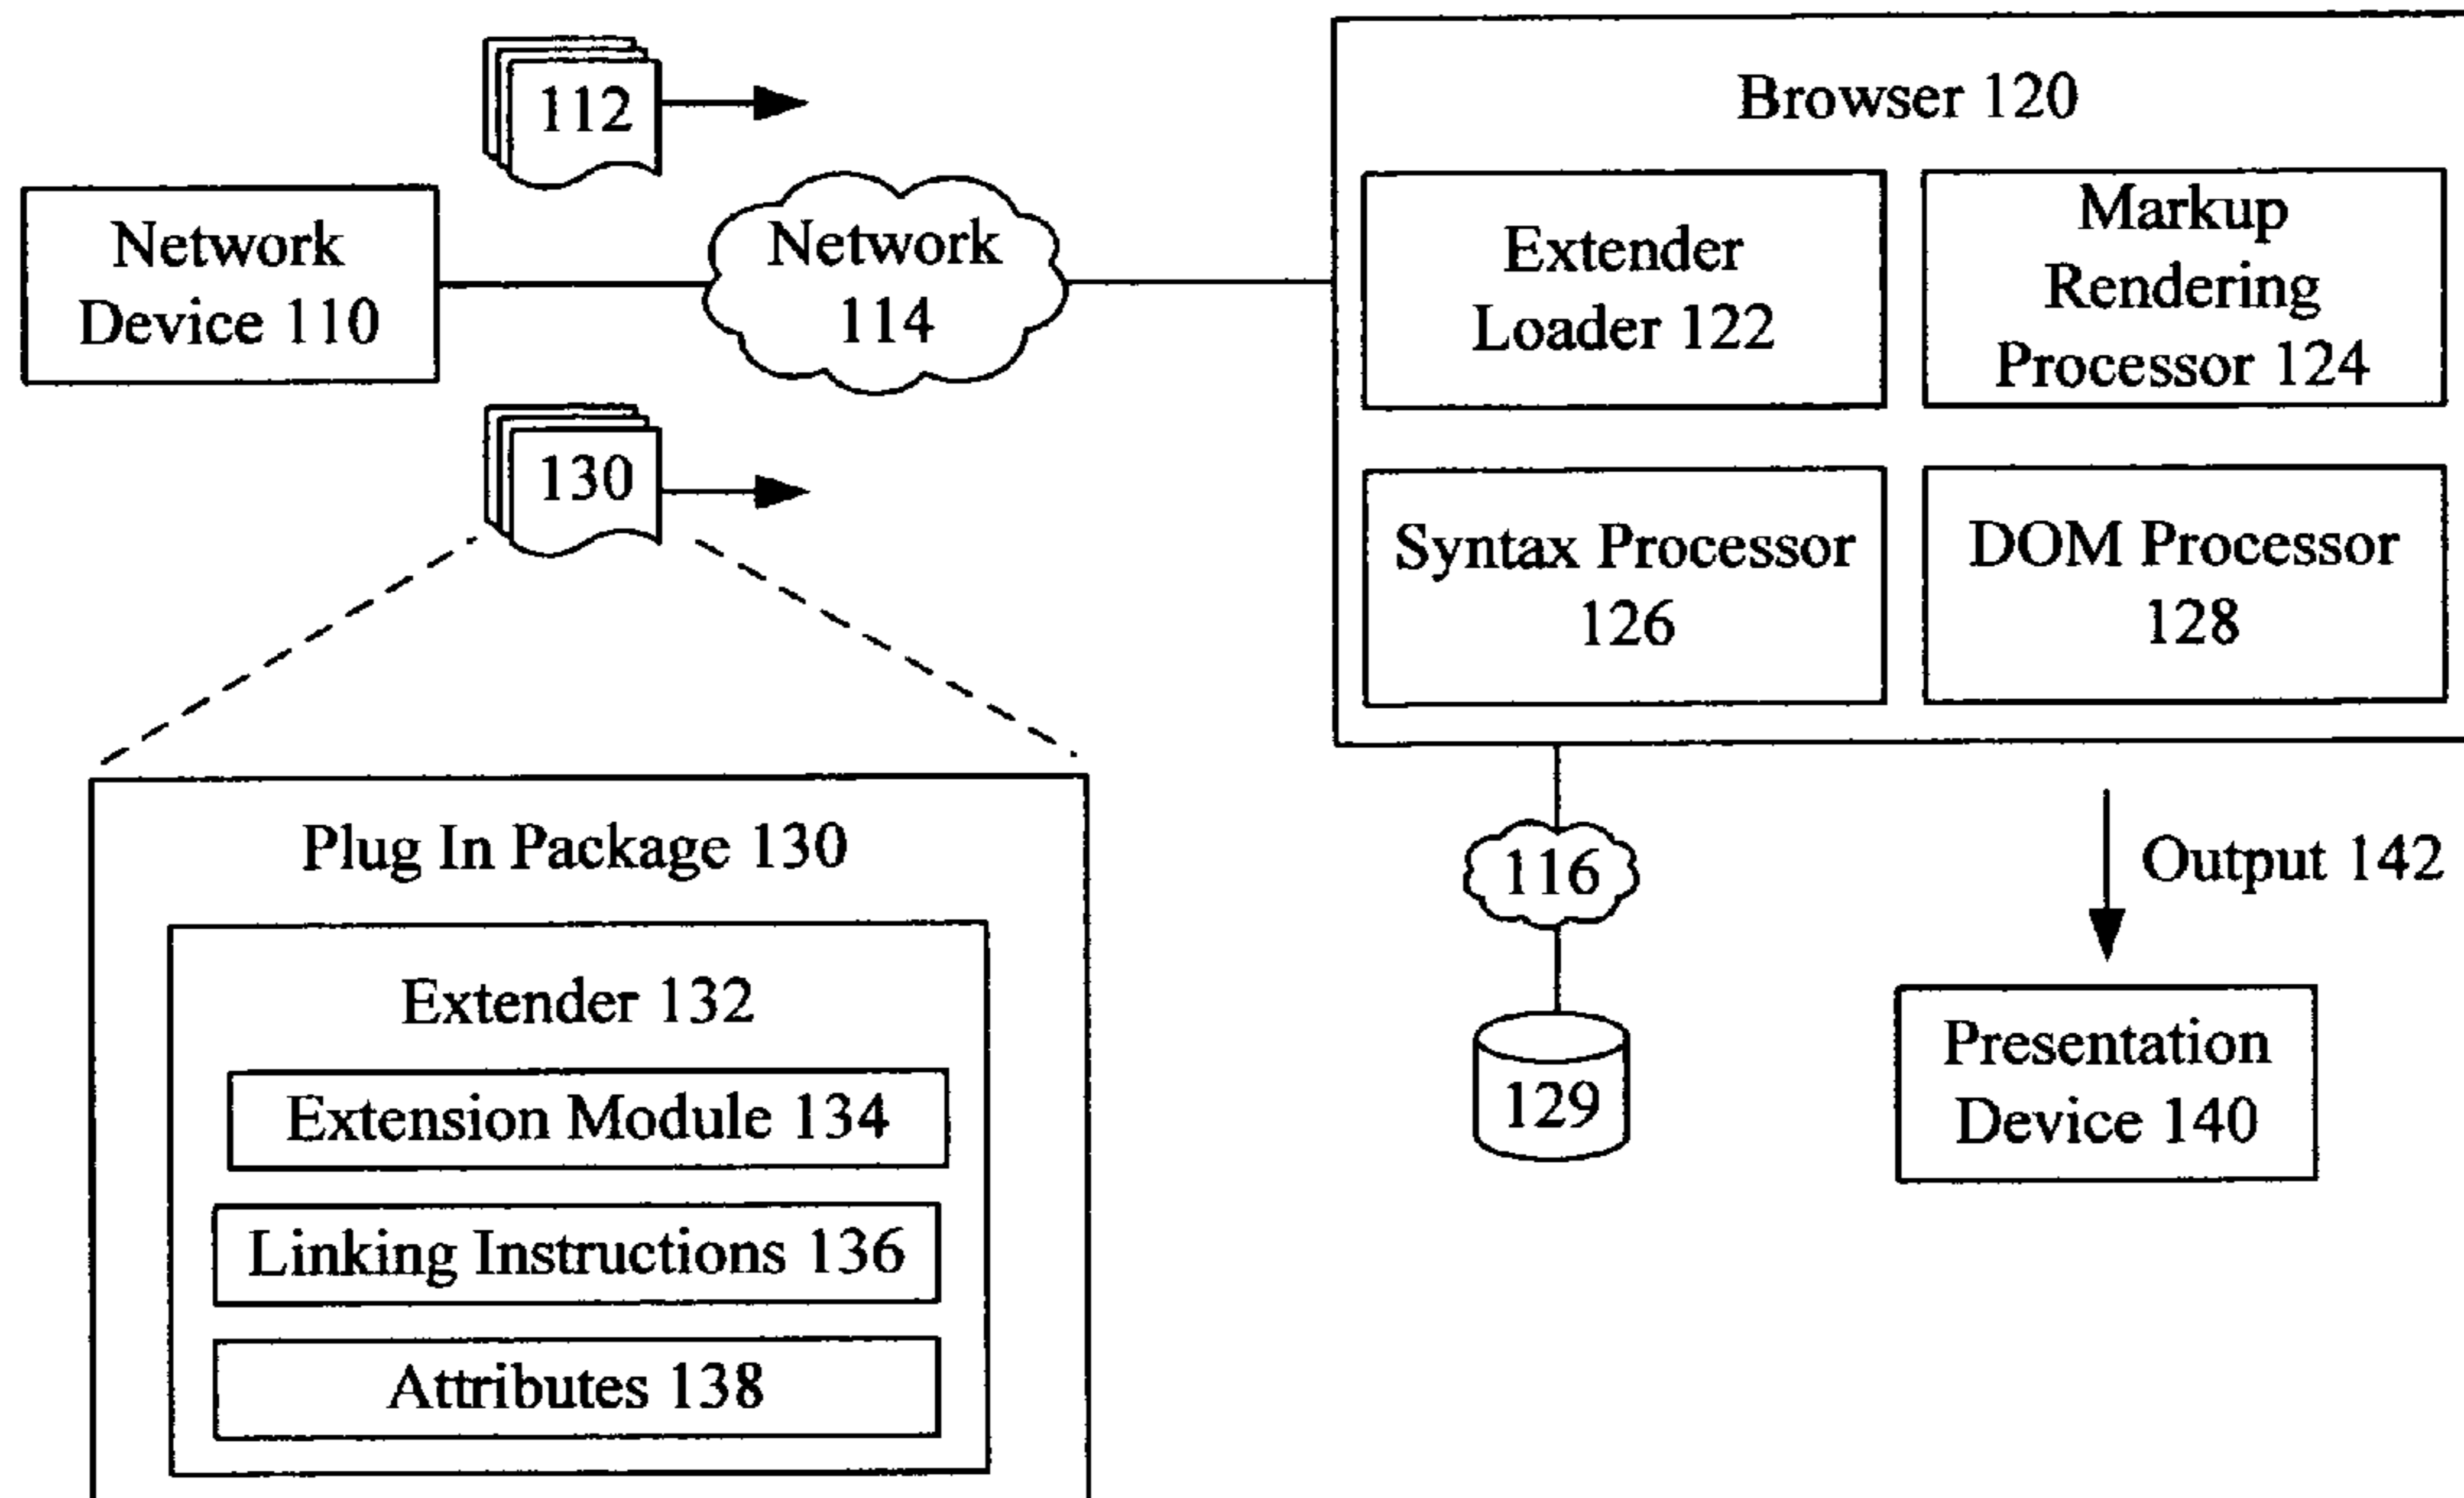 112
Network
Device 110
Network
114
130
Browser 120
Extender
Loader 122
Markup
Rendering
Processor 124
Syntax Processor
126
DOM Processor
128
Plug In Package 130
Extender 132
Extension Module 134
Linking Instructions 136
Attributes 138
116
129
Output 142
Presentation
Device 140